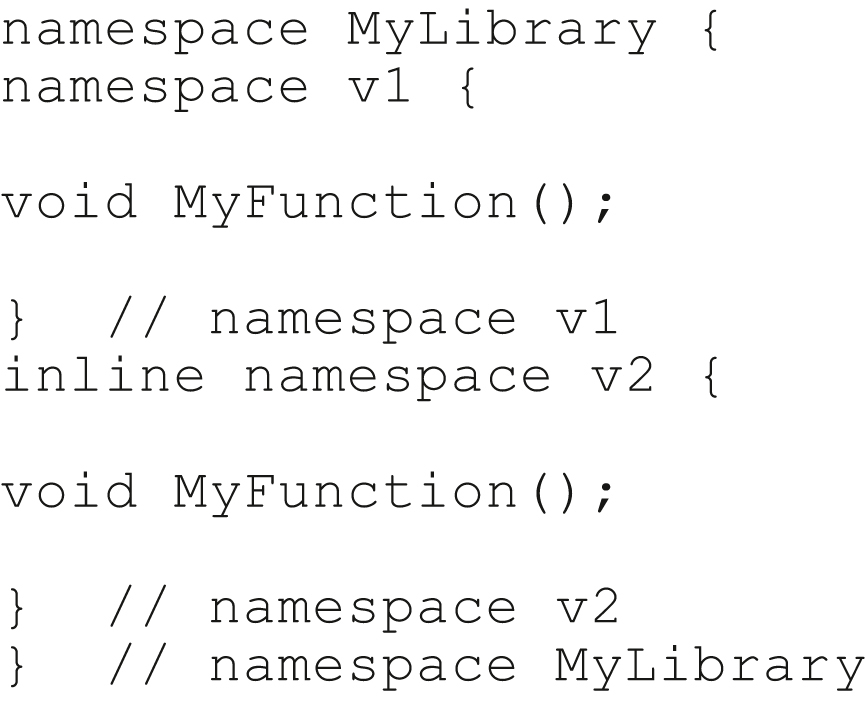 namespace MyLibrary {
namespace v1 {
void MyFunction();
}  // namespace v1
inline namespace v2 {
void MyFunction();
}  // namespace v2
}  // namespace MyLibrary